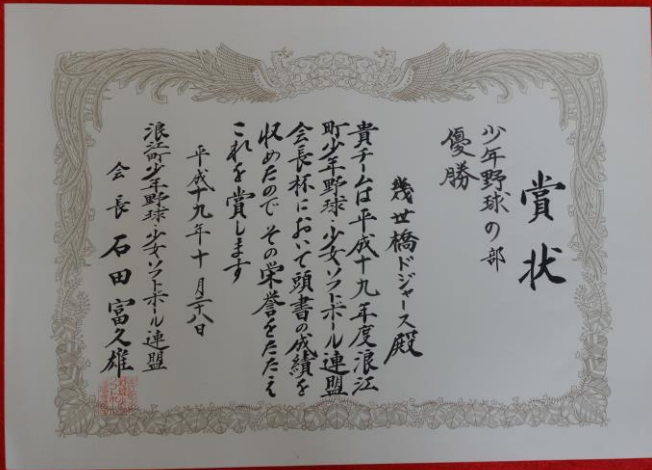 賞状
少年野球の部
優勝
幾世橋ドジャース殿
貴チームは平成十九年度浪江
町少年野球・少女ソフトボール連盟
会長杯において頭書の成績を
収めたのでその栄誉をたたえ
これを賞します
平成十九年十月二十八日
浪江町少年野球・少女ソフトボール連盟
会長 石田富久雄